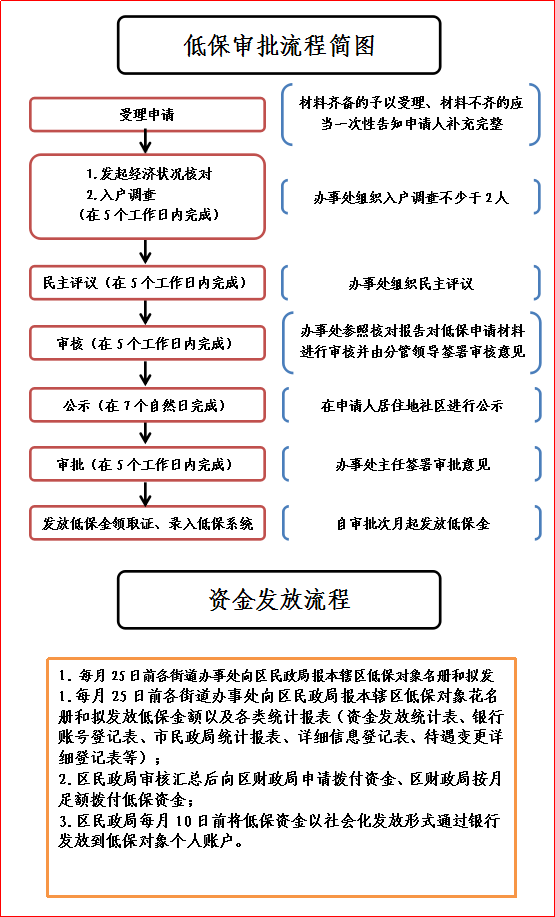 低保审批流程简图
受理申请
材料齐备的予以受理、材料不齐的应
当一次性告知申请人补充完整
1.发起经济状况核对
2.入户调查
（在5个工作日内完成）
办事处组织入户调查不少于2人
民主评议（在5个工作日内完成）
办事处组织民主评议
审核（在5个工作日内完成）
办事处参照核对报告对低保申请材料
进行审核并由分管领导签署审核意见
公示（在7个自然日完成）
在申请人居住地社区进行公示
审批（在5个工作日内完成）
办事处主任签署审批意见
发放低保金领取证、录入低保系统
自审批次月起发放低保金
资金发放流程
1. 每月25日前各街道办事处向区民政局报本辖区低保对象名册和拟发
1.每月25日前各街道办事处向区民政局报本辖区低保对象花名
册和拟发放低保金额以及各类统计报表（资金发放统计表、银行
账号登记表、市民政局统计报表、详细信息登记表、待遇变更详
细登记表等）；
2.区民政局审核汇总后向区财政局申请拨付资金、区财政局按月
足额拨付低保资金；
3.区民政局每月10日前将低保资金以社会化发放形式通过银行
发放到低保对象个人账户。